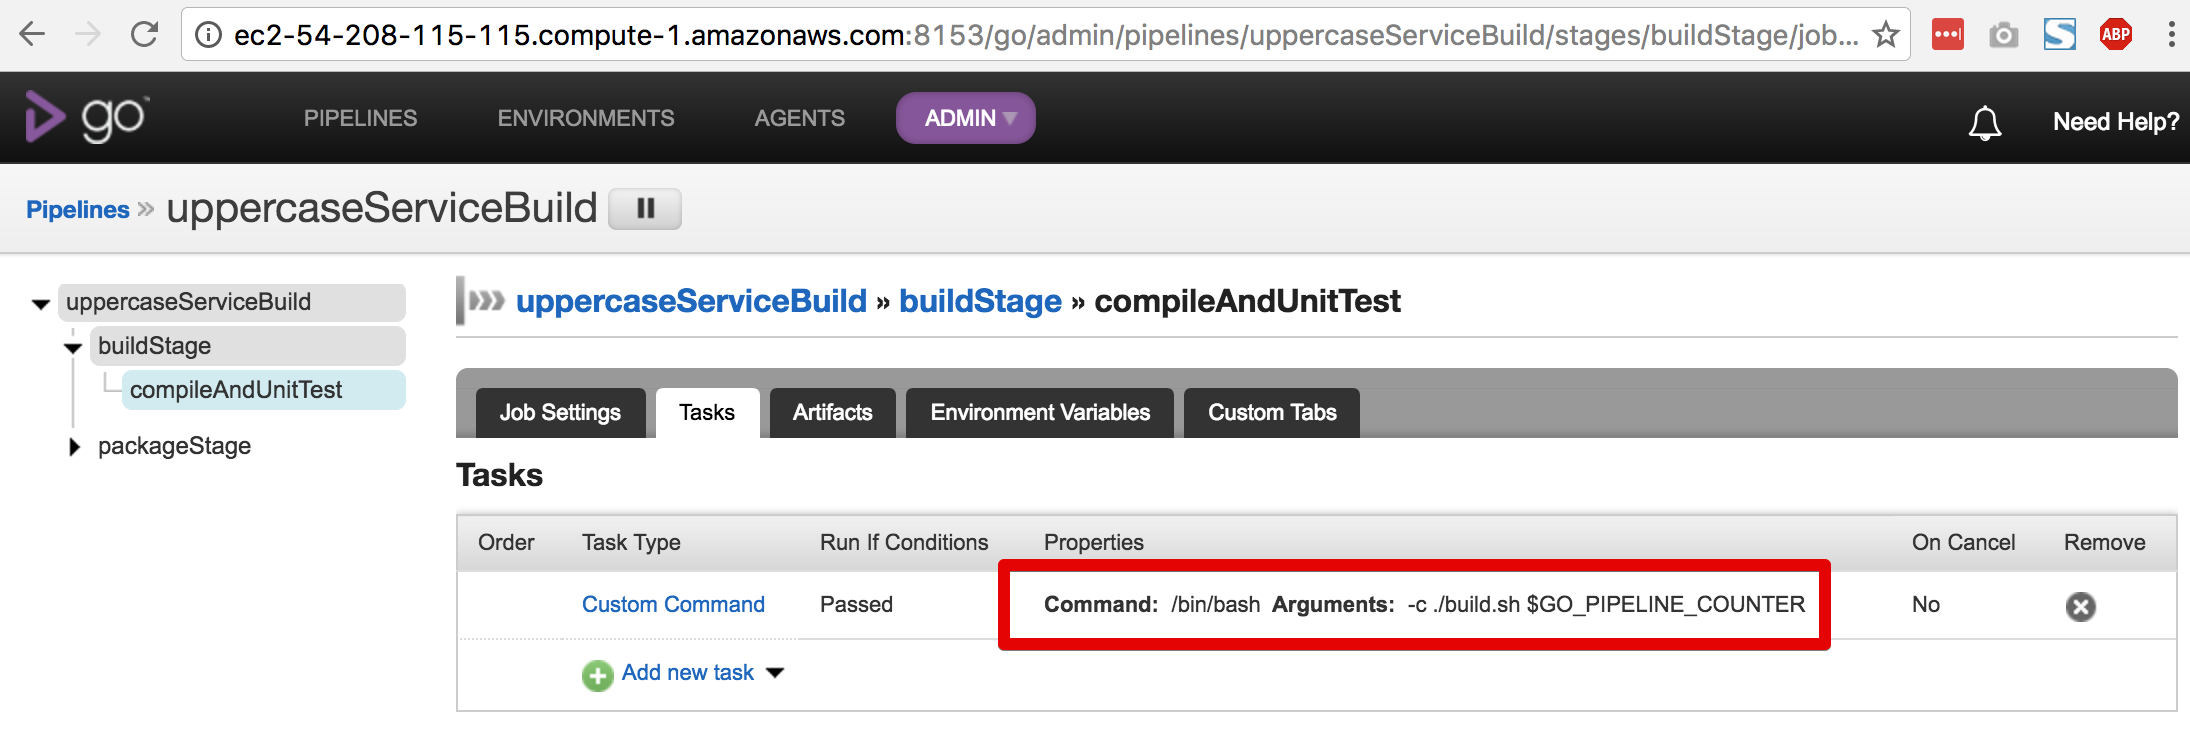 ec2-54-208-115-115.compute-1.amazonaws.com:8153/go/admin/pipelines/uppercaseServiceBuild/stages/buildStage/job...
ABP
go™ PIPELINES ENVIRONMENTS AGENTS ADMIN Need Help?
Pipelines » uppercaseServiceBuild
uppercaseServiceBuild
buildStage
compileAndUnitTest
packageStage
uppercaseServiceBuild » buildStage » compileAndUnitTest
Job Settings Tasks Artifacts Environment Variables Custom Tabs
Tasks
Order Task Type Run If Conditions Properties On Cancel Remove
Custom Command Passed Command: /bin/bash Arguments: -c ./build.sh $GO_PIPELINE_COUNTER No
Add new task